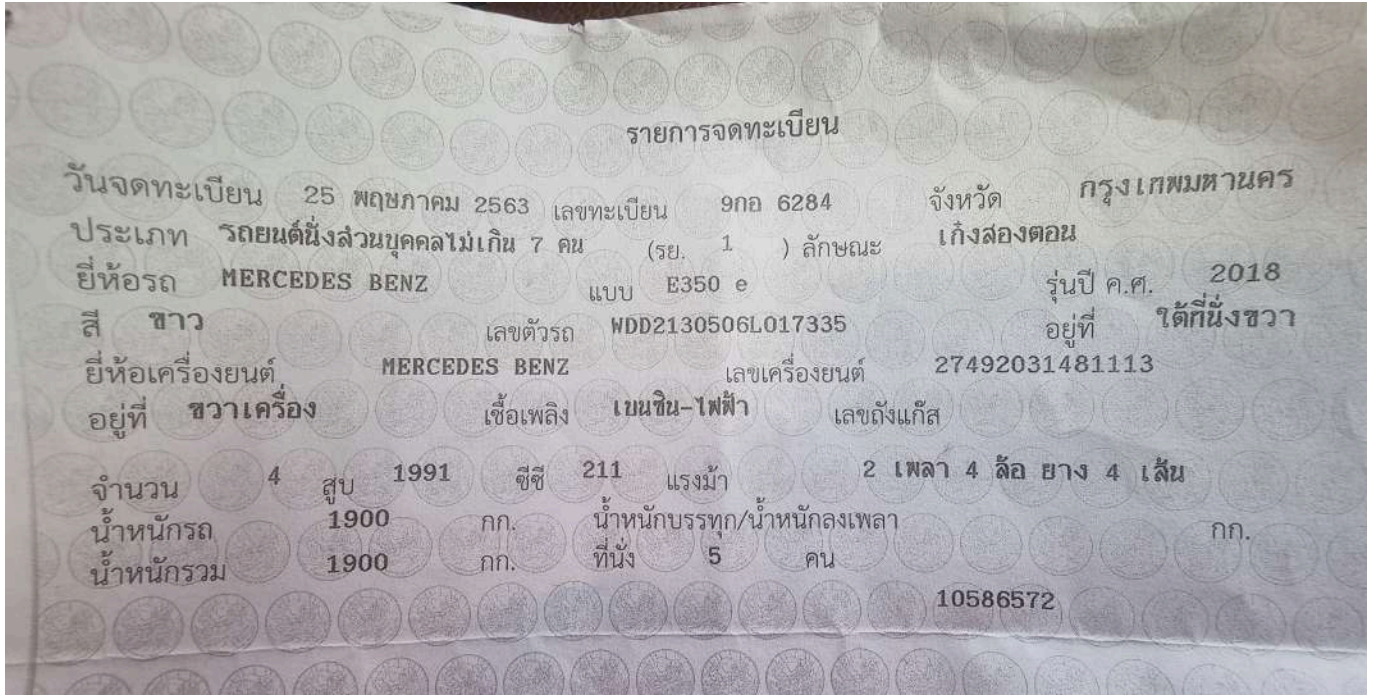 รายการจดทะเบียน
วันจดทะเบียน 25 พฤษภาคม 2563 เลขทะเบียน 9กอ 6284 จังหวัด กรุงเทพมหานคร
ประเภท รถยนต์นั่งส่วนบุคคลไม่เกิน 7 คน (รย. 1 ) ลักษณะ เก๋งสองตอน
ยี่ห้อรถ MERCEDES BENZ แบบ E350 e รุ่นปี ค.ศ. 2018
สี ขาว เลขตัวรถ WDD2130506L017335 อยู่ที่ ใต้ที่นั่งขวา
ยี่ห้อเครื่องยนต์ MERCEDES BENZ เลขเครื่องยนต์ 27492031481113
อยู่ที่ ขวาเครื่อง เชื้อเพลิง เบนซิน-ไฟฟ้า เลขถังแก๊ส
จำนวน 4 สูบ 1991 ซีซี 211 แรงม้า 2 เพลา 4 ล้อ ยาง 4 เส้น
น้ำหนักรถ 1900 กก. น้ำหนักบรรทุก/น้ำหนักลงเพลา กก.
น้ำหนักรวม 1900 กก. ที่นั่ง 5 คน
10586572